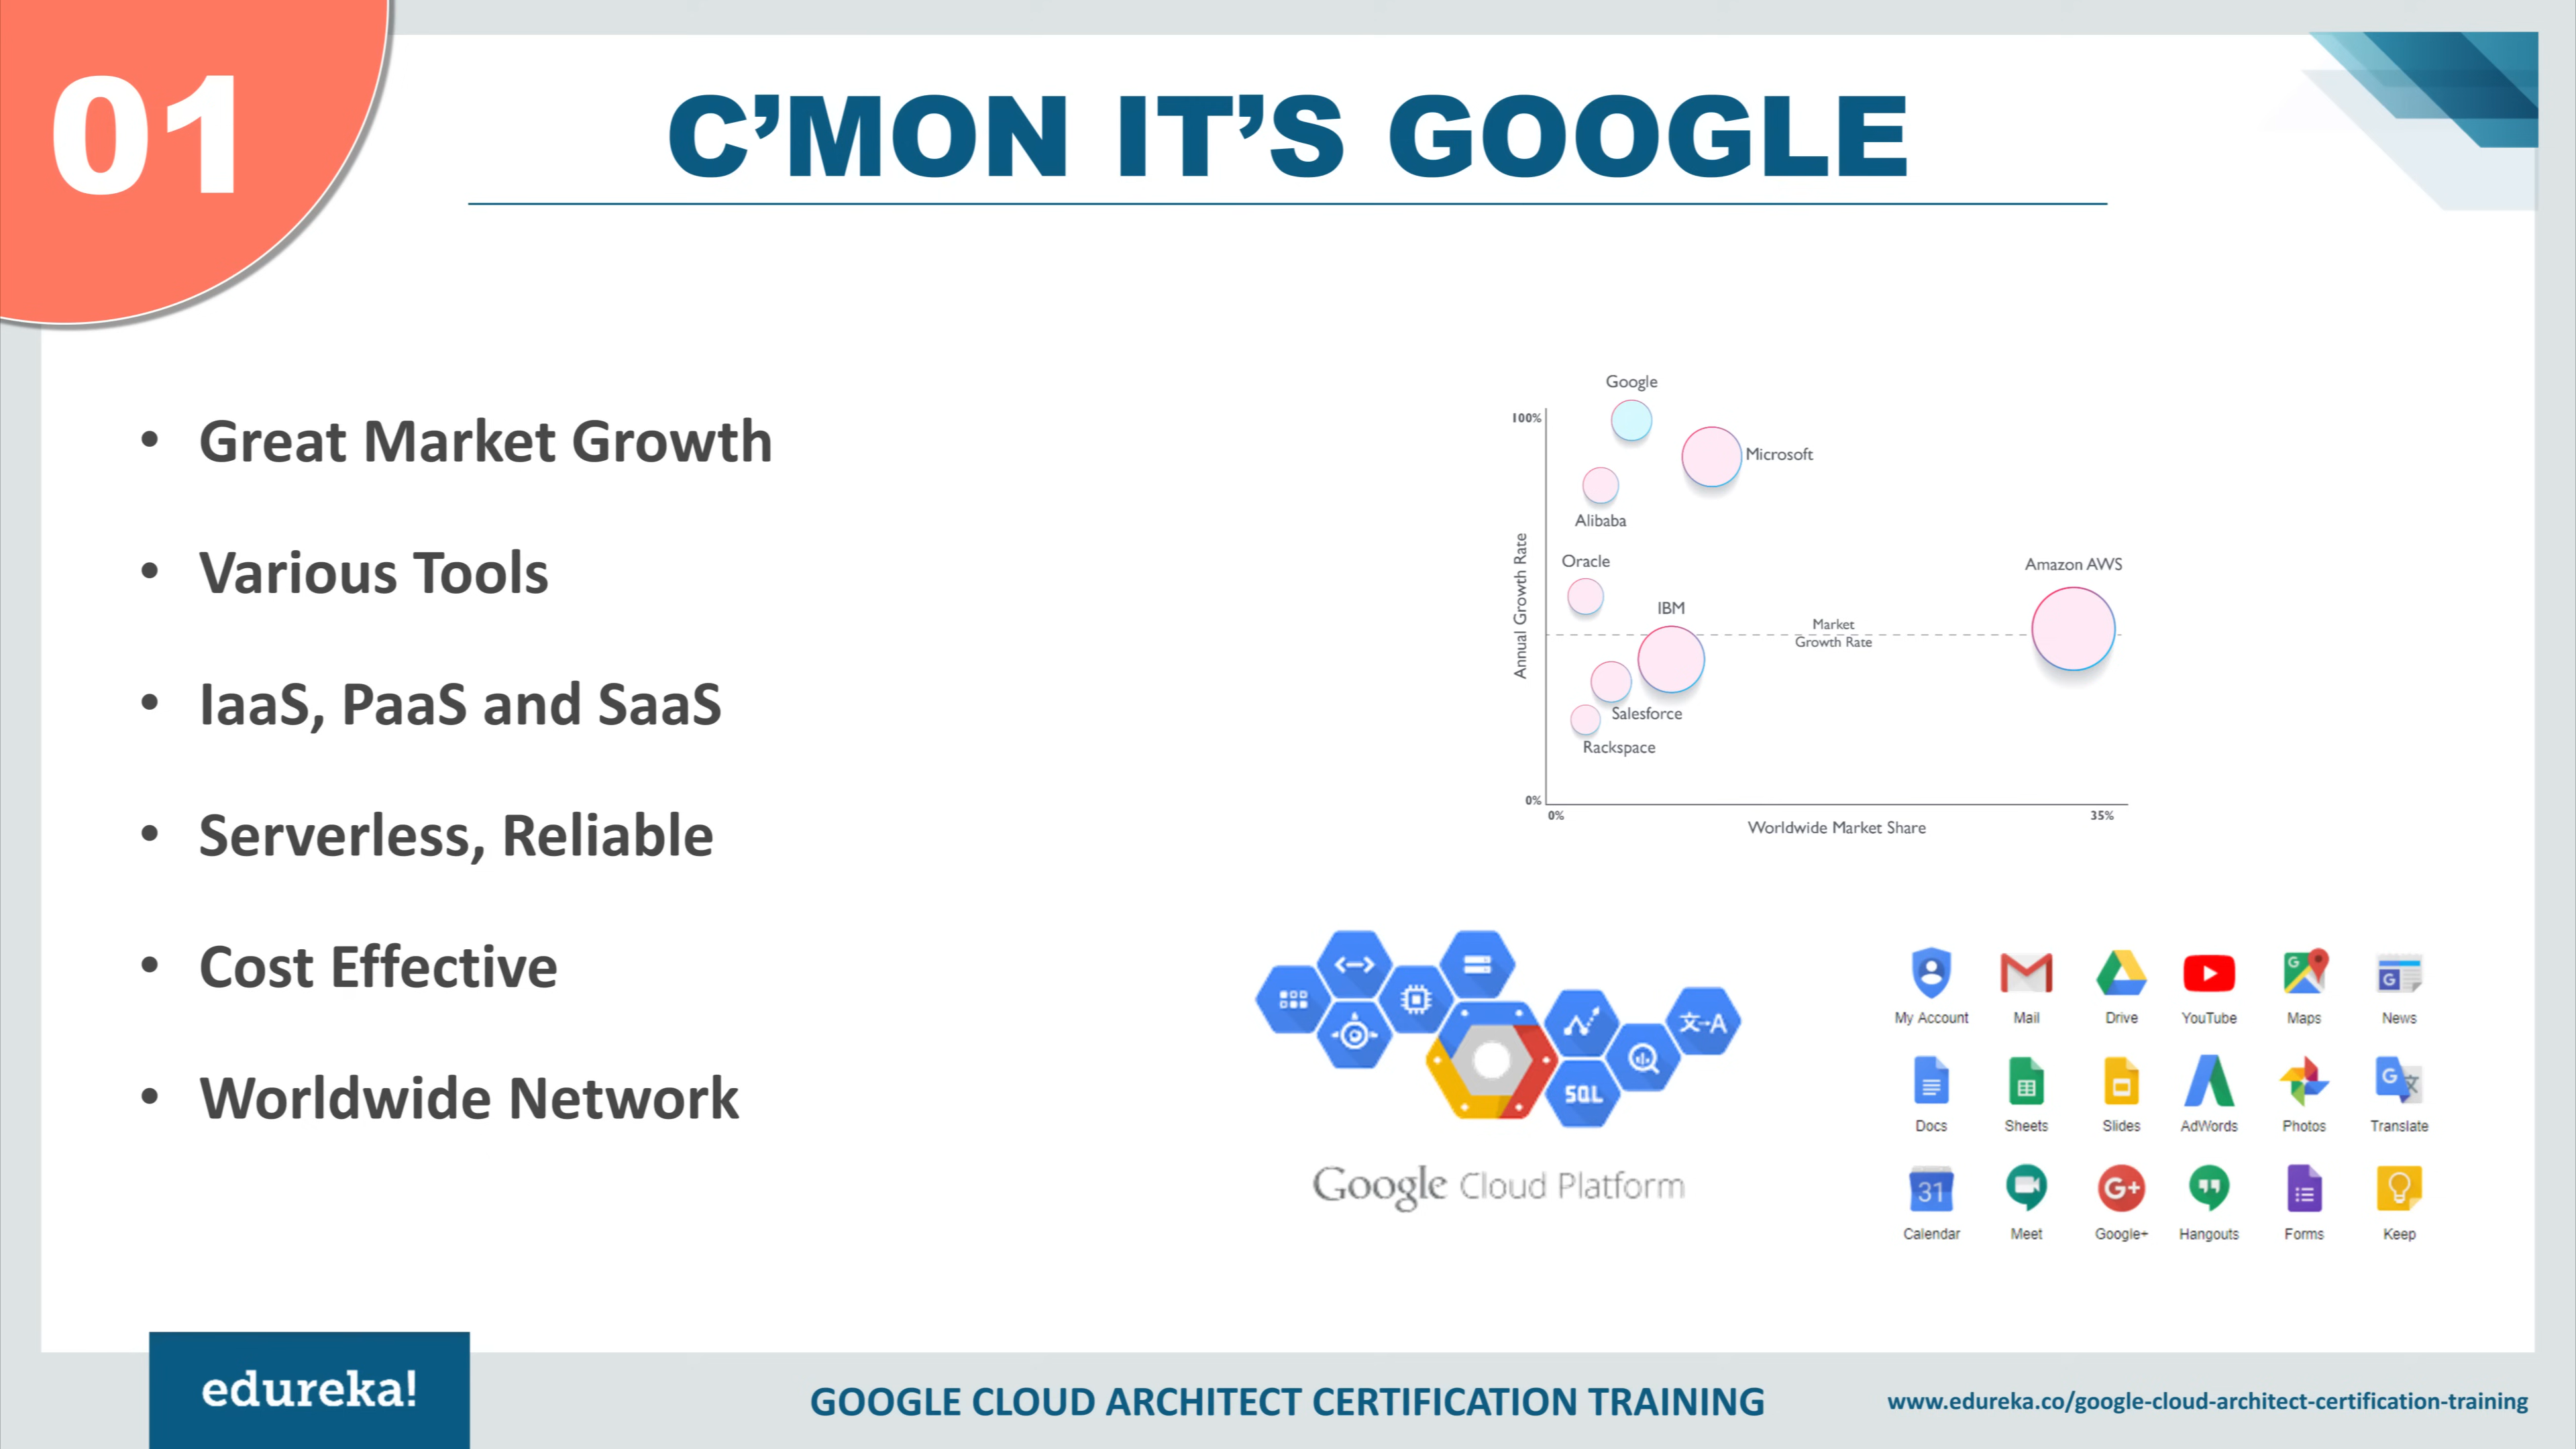 01
C’MON IT’S GOOGLE
• Great Market Growth
• Various Tools
• IaaS, PaaS and SaaS
• Serverless, Reliable
• Cost Effective
• Worldwide Network
Google
100%
Microsoft
Alibaba
Oracle
Amazon AWS
IBM
Market
Growth Rate
Annual Growth Rate
Salesforce
Rackspace
0%
0%
35%
Worldwide Market Share
文→A
SQL
Google Cloud Platform
My Account Mail Drive YouTube Maps News
Docs Sheets Slides AdWords Photos Translate
31
G+
Calendar Meet Google+ Hangouts Forms Keep
edureka!
GOOGLE CLOUD ARCHITECT CERTIFICATION TRAINING
www.edureka.co/google-cloud-architect-certification-training